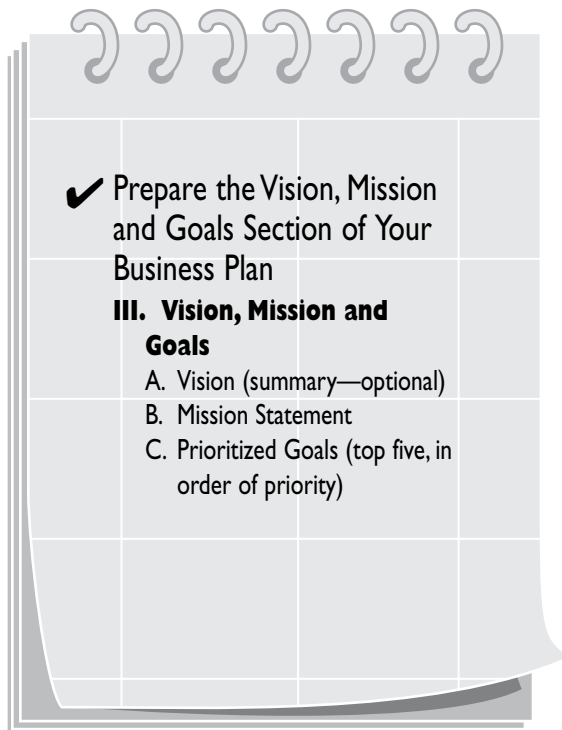 ✔ Prepare the Vision, Mission
and Goals Section of Your
Business Plan
III. Vision, Mission and
Goals
A. Vision (summary—optional)
B. Mission Statement
C. Prioritized Goals (top five, in
order of priority)